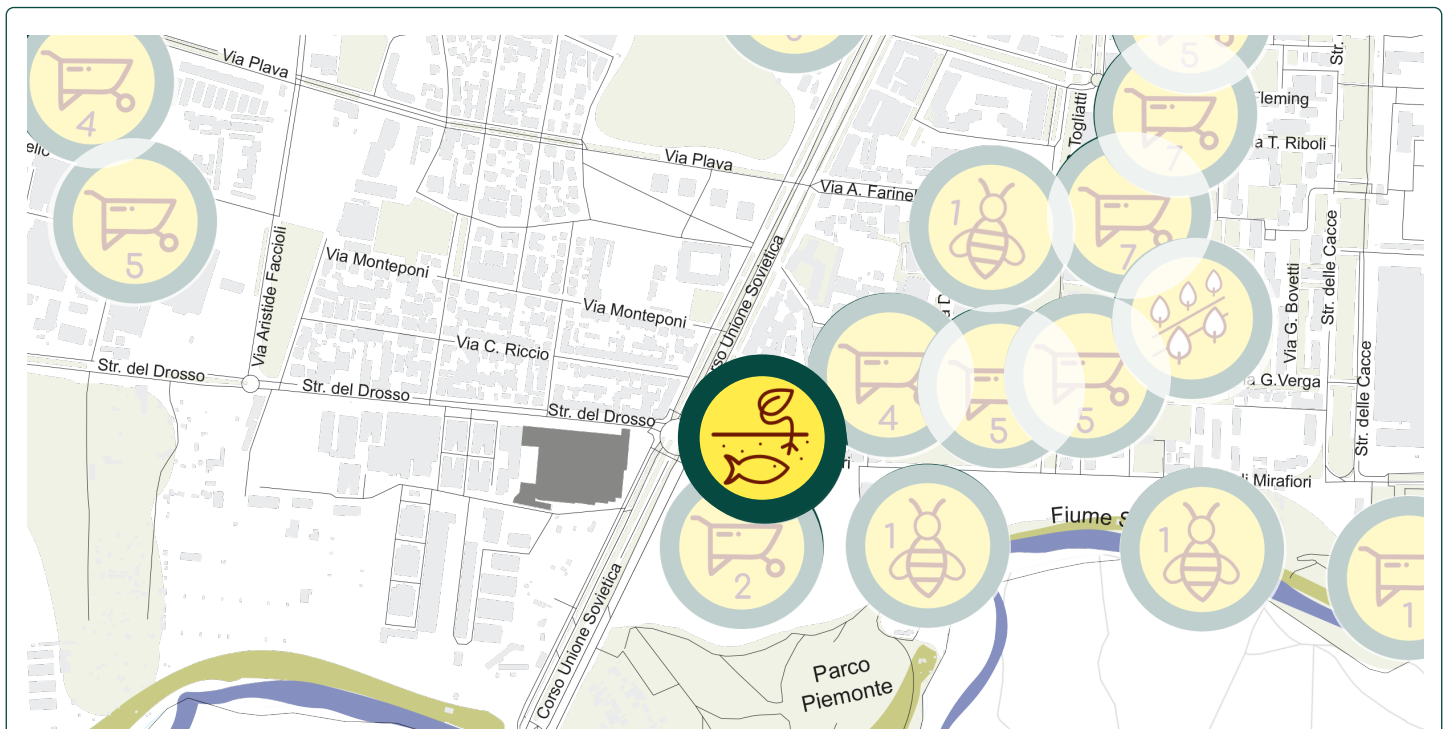 Via Plava
5
Str.
4
Fleming
Togliatti
7
a T. Riboli
Via Plava
Via A. Farinel
1
5
7
Via Aristide Faccioli
Via Monteponi
Corso Unione Sovietica
Str. delle Cacce
Via G. Bovetti
Via Monteponi
Via C. Riccio
Str. del Drosso
Str. del Drosso
Str. del Drosso
4
5
5
a G.Verga
Str. delle Cacce
di Mirafiori
Fiume S
1
1
2
1
Corso Unione Sovietica
Parco
Piemonte